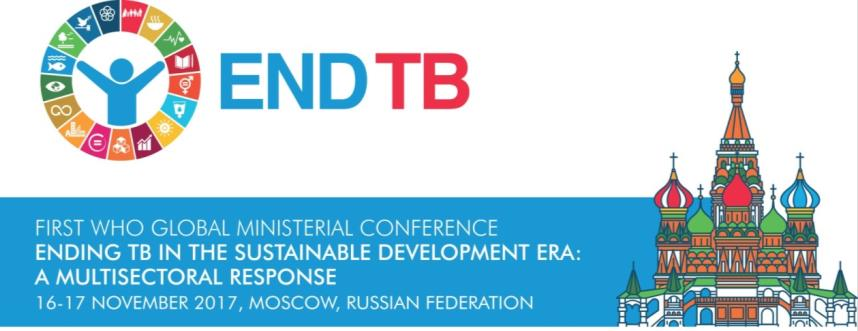 END TB
FIRST WHO GLOBAL MINISTERIAL CONFERENCE
ENDING TB IN THE SUSTAINABLE DEVELOPMENT ERA:
A MULTISECTORAL RESPONSE
16-17 NOVEMBER 2017, MOSCOW, RUSSIAN FEDERATION